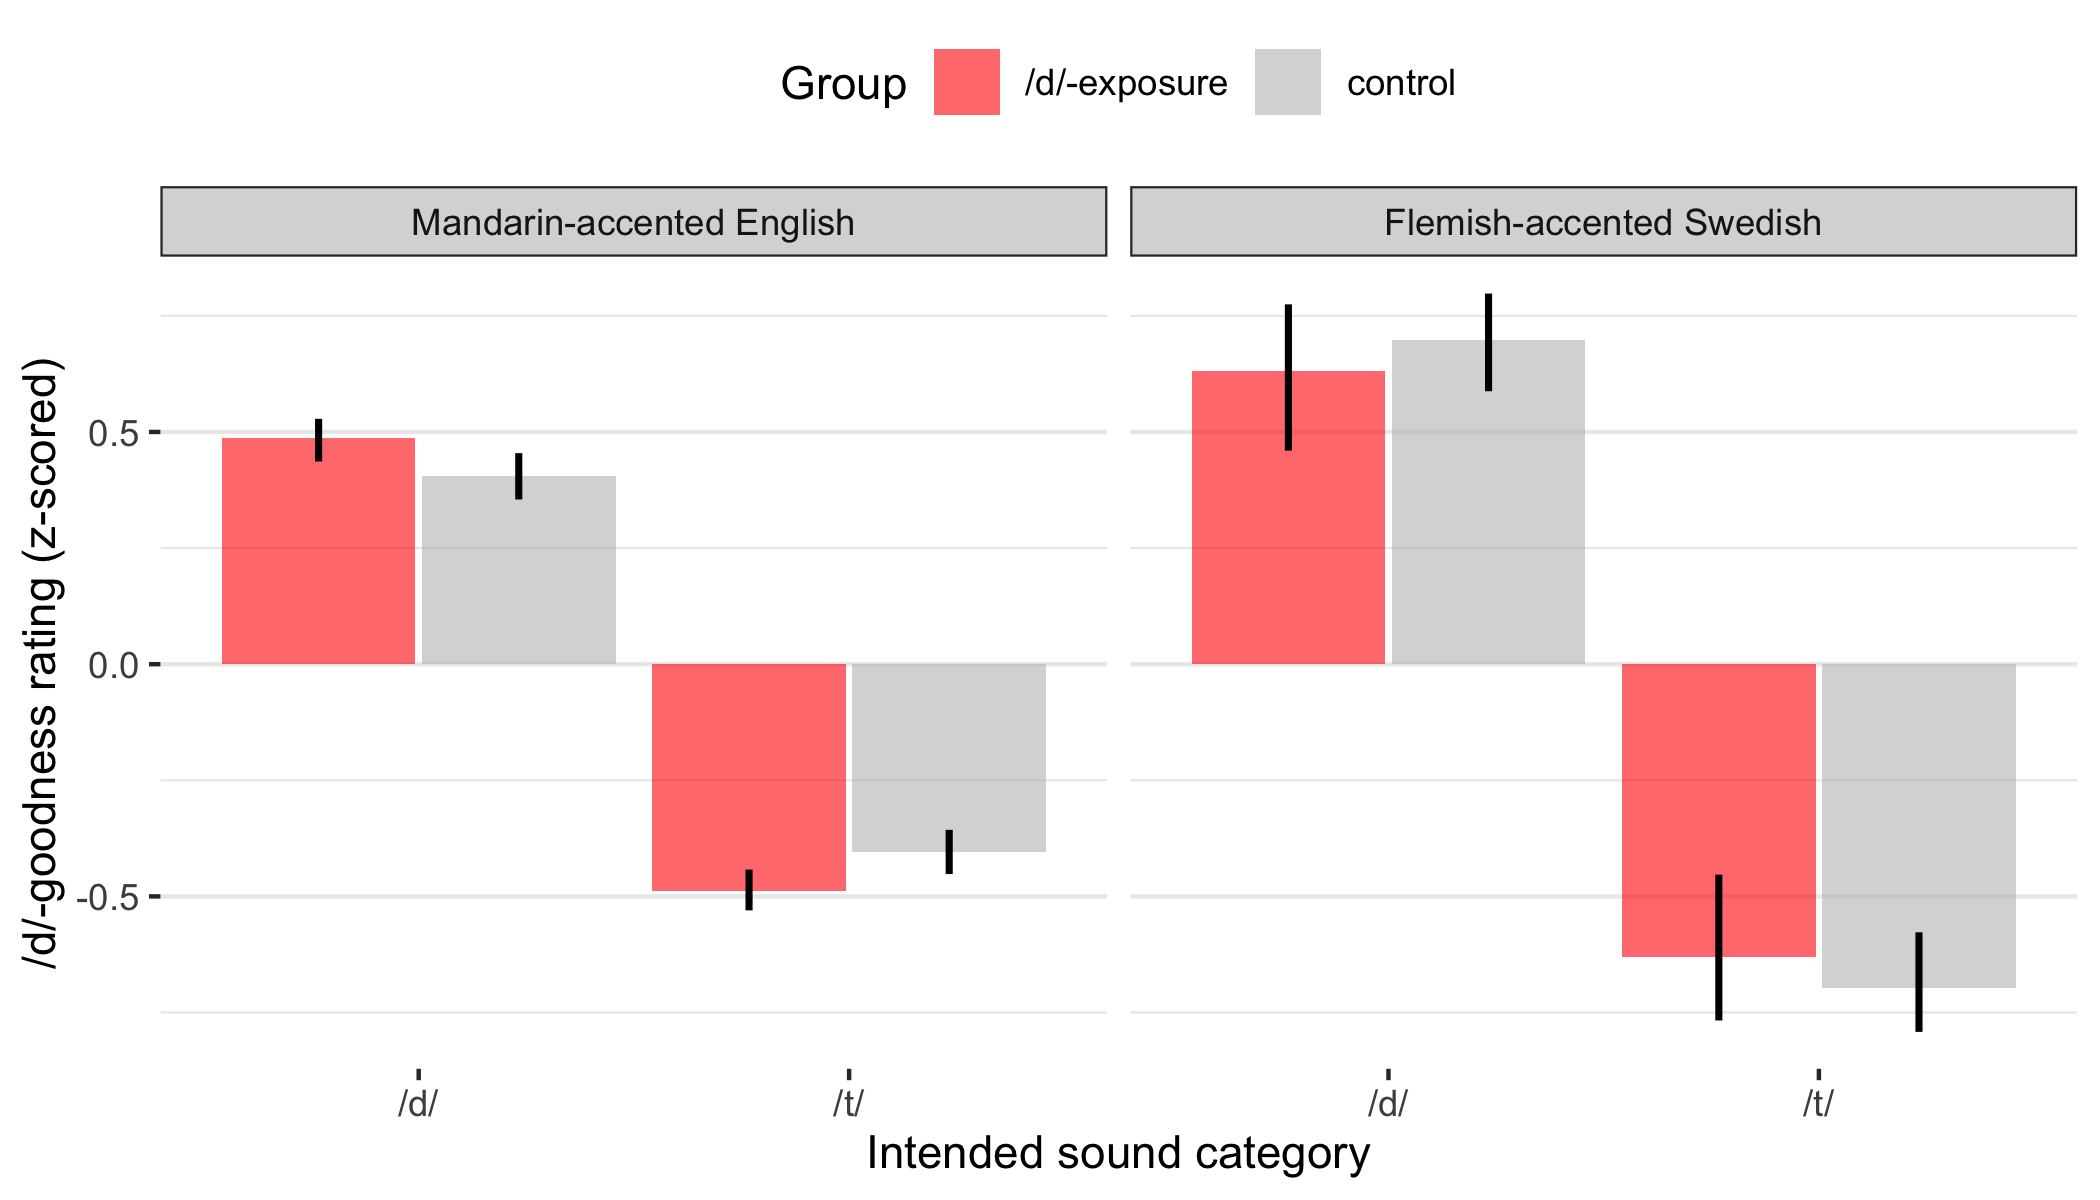 Group /d/-exposure control
Mandarin-accented English
Flemish-accented Swedish
/d/-goodness rating (z-scored)
0.5
0.0
-0.5
/d/ /t/ /d/ /t/
Intended sound category